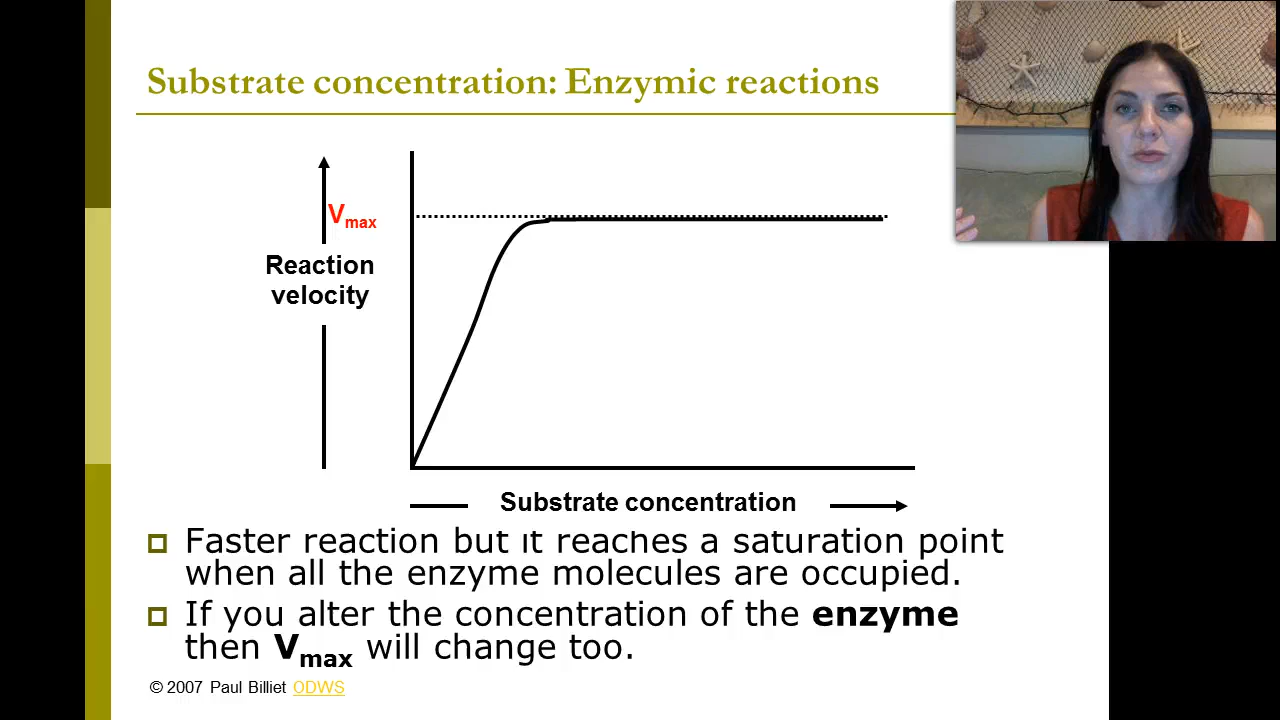 Substrate concentration: Enzymic reactions
Vmax
Reaction
velocity
Substrate concentration
Faster reaction but it reaches a saturation point
when all the enzyme molecules are occupied.
If you alter the concentration of the enzyme
then Vmax will change too.
© 2007 Paul Billiet ODWS